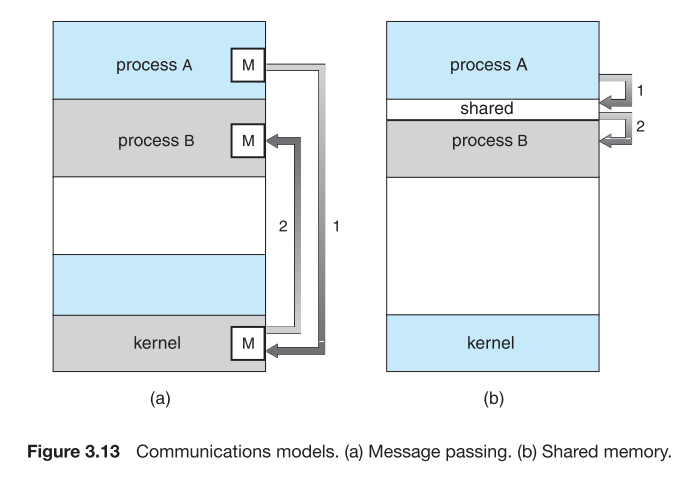 process A
M
process B
M
2
1
kernel
M
(a)
process A
1
shared
2
process B
kernel
(b)
Figure 3.13 Communications models. (a) Message passing. (b) Shared memory.